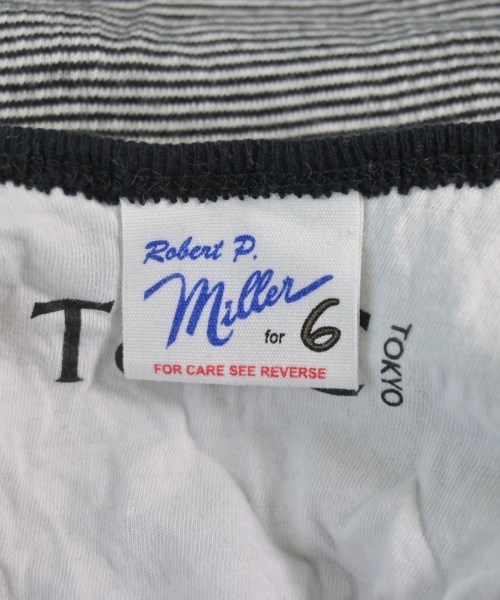 Robert P.
Miller
for 6
FOR CARE SEE REVERSE
TOKYO